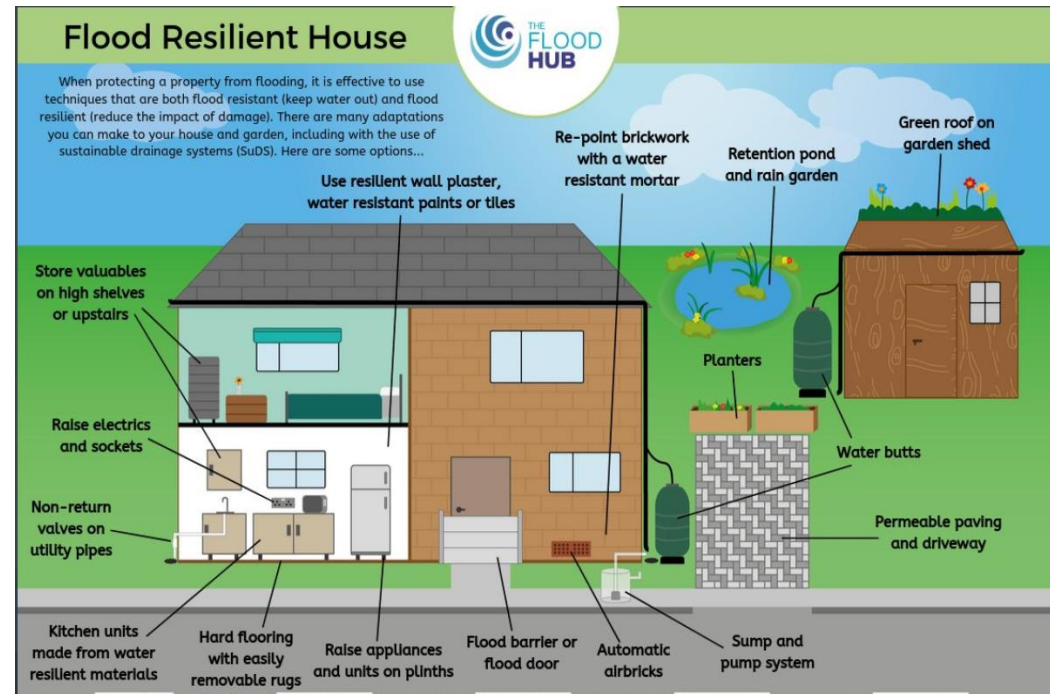 Flood Resilient House
THE
FLOOD
HUB
When protecting a property from flooding, it is effective to use
techniques that are both flood resistant (keep water out) and flood
resilient (reduce the impact of damage). There are many adaptations
you can make to your house and garden, including with the use of
sustainable drainage systems (SuDS). Here are some options...
Use resilient wall plaster,
water resistant paints or tiles
Re-point brickwork
with a water
resistant mortar
Retention pond
and rain garden
Green roof on
garden shed
Store valuables
on high shelves
or upstairs
Raise electrics
and sockets
Non-return
valves on
utility pipes
Planters
Water butts
Permeable paving
and driveway
Kitchen units
made from water
resilient materials
Hard flooring
with easily
removable rugs
Raise appliances
and units on plinths
Flood barrier or
flood door
Automatic
airbricks
Sump and
pump system